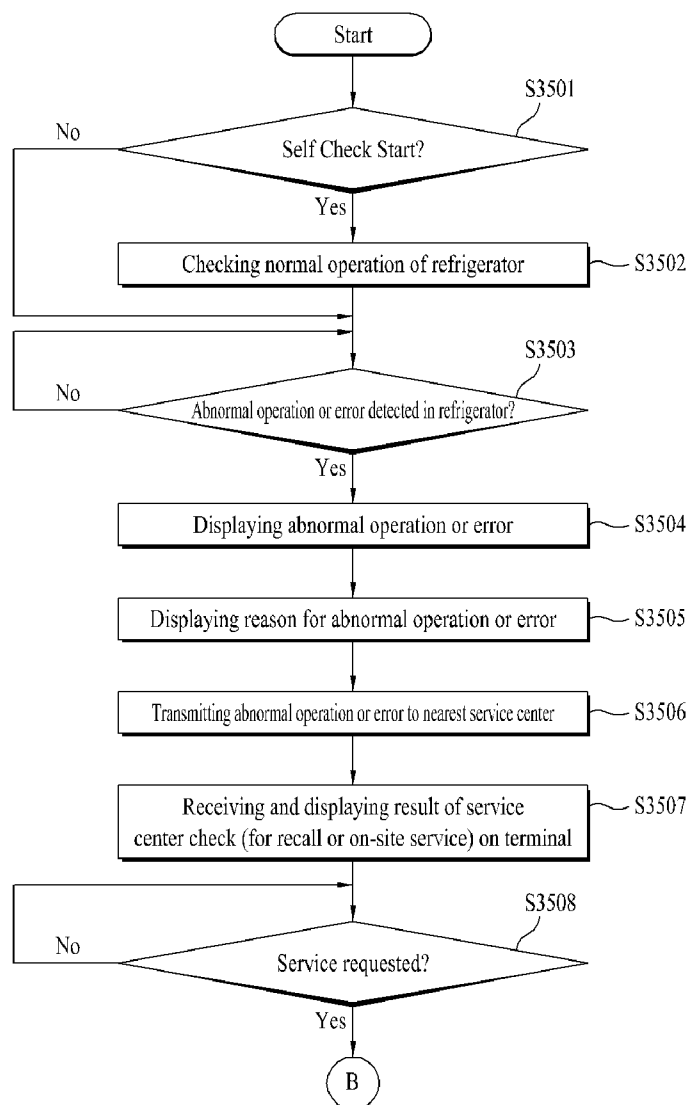 Start
S3501
No
Self Check Start?
Yes
Checking normal operation of refrigerator
S3502
S3503
No
Abnormal operation or error detected in refrigerator?
Yes
Displaying abnormal operation or error
S3504
Displaying reason for abnormal operation or error
S3505
Transmitting abnormal operation or error to nearest service center
S3506
Receiving and displaying result of service
center check (for recall or on-site service) on terminal
S3507
S3508
No
Service requested?
Yes
B